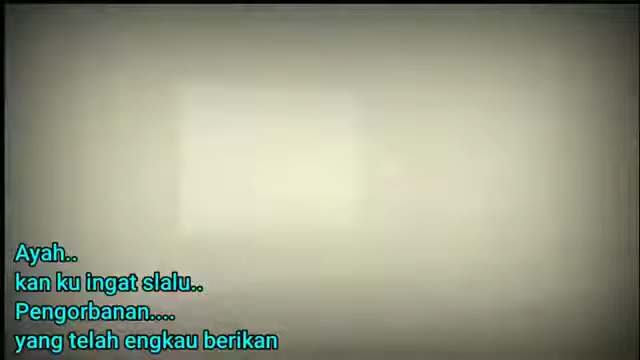 Ayah..
kan ku ingat slalu..
Pengorbanan....
yang telah engkau berikan